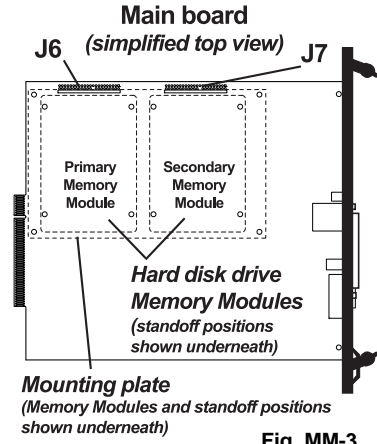 Main board
(simplified top view)
J6
J7
Primary
Memory
Module
Secondary
Memory
Module
Hard disk drive
Memory Modules
(standoff positions
shown underneath)
Mounting plate
(Memory Modules and standoff positions
shown underneath)
Fig. MM-3